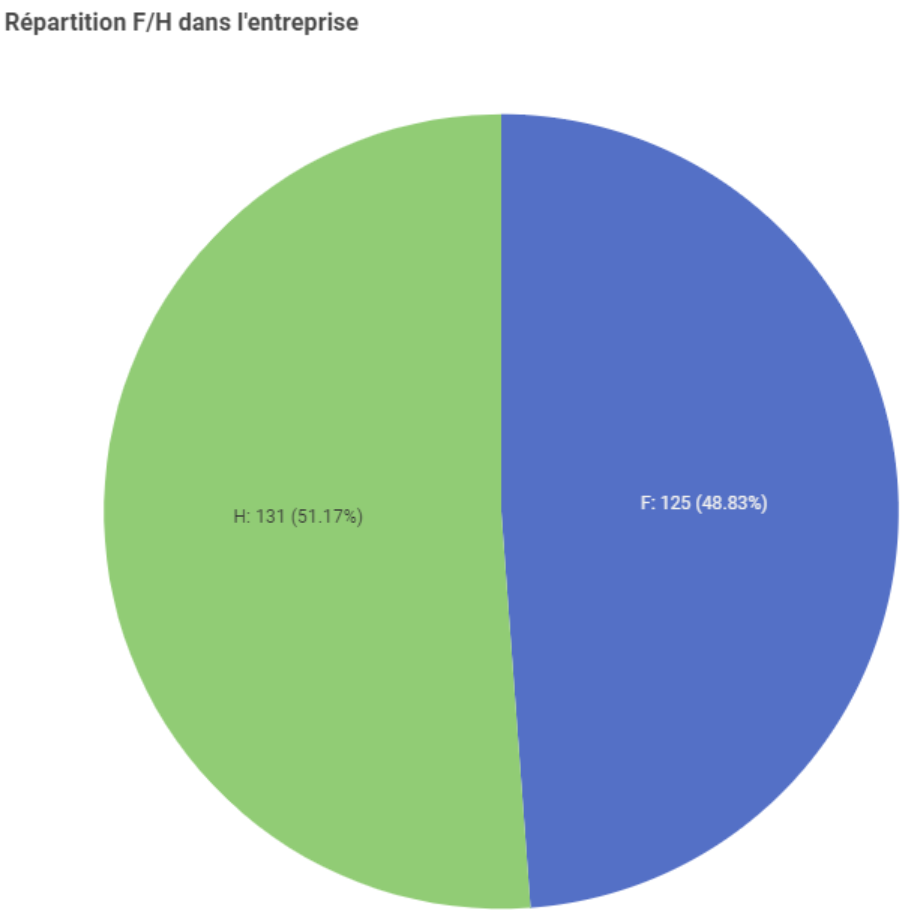 Répartition F/H dans l'entreprise
H: 131 (51.17%)
F: 125 (48.83%)